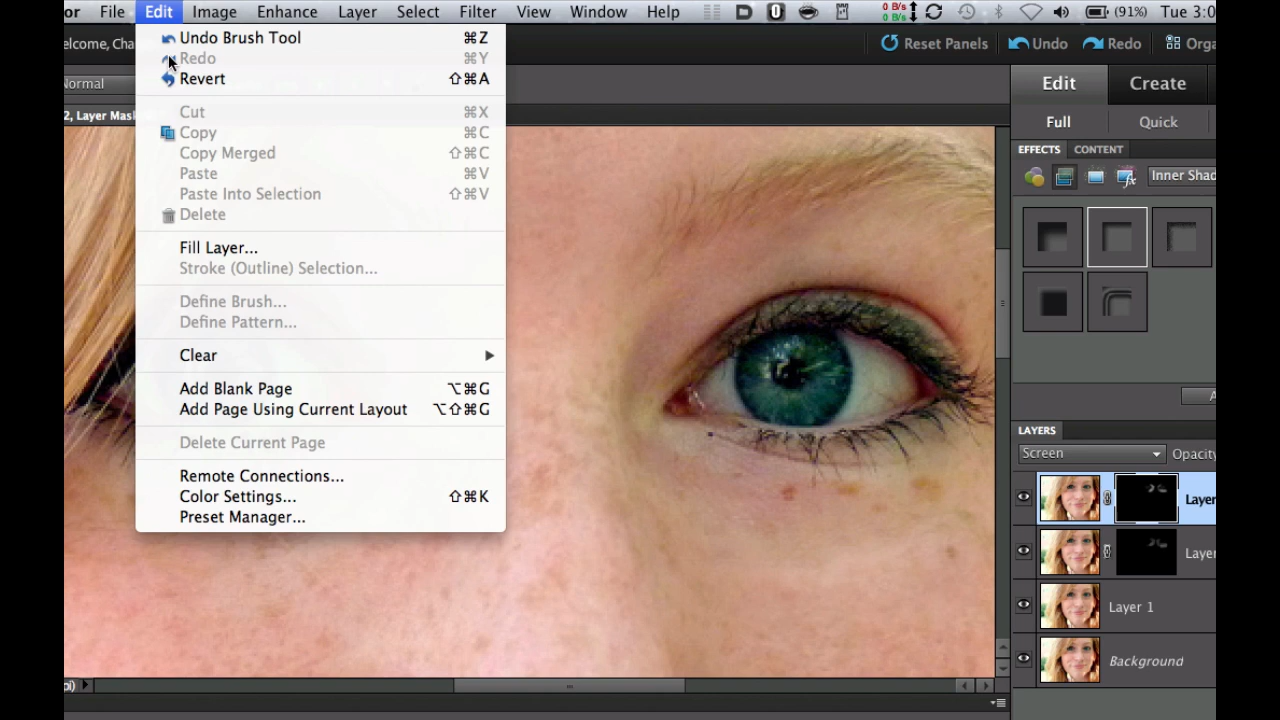 or File Edit Image Enhance Layer Select Filter View Window Help D 0 0 B/s 0 B/s (91%) Tue 3:0
elcome, Cha Reset Panels Undo Redo Orga
Normal
2, Layer Mas
Undo Brush Tool ⌘Z
Redo ⌘Y
Revert ⇧⌘A
Cut ⌘X
Copy ⌘C
Copy Merged ⇧⌘C
Paste ⌘V
Paste Into Selection ⇧⌘V
Delete
Fill Layer...
Stroke (Outline) Selection...
Define Brush...
Define Pattern...
Clear
Add Blank Page ⌥⌘G
Add Page Using Current Layout ⌥⇧⌘G
Delete Current Page
Remote Connections...
Color Settings... ⇧⌘K
Preset Manager...
Edit Create
Full Quick
EFFECTS CONTENT
Inner Shad
A
LAYERS
Screen Opacity
Layer
Layer
Layer 1
Background